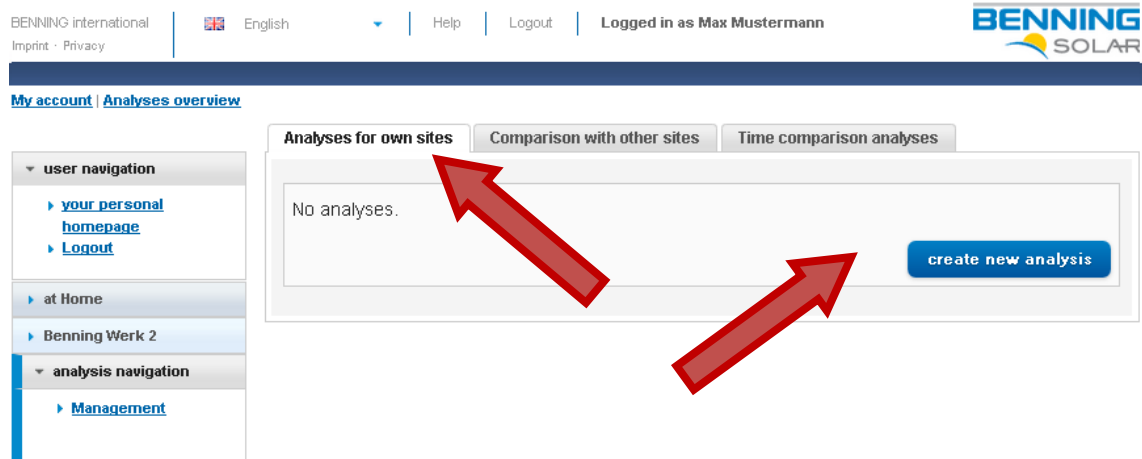 BENNING international English Help Logout Logged in as Max Mustermann
Imprint · Privacy
BENNING
SOLAR
My account | Analyses overview
Analyses for own sites Comparison with other sites Time comparison analyses
user navigation
your personal
homepage
Logout
at Home
Benning Werk 2
analysis navigation
Management
No analyses.
create new analysis